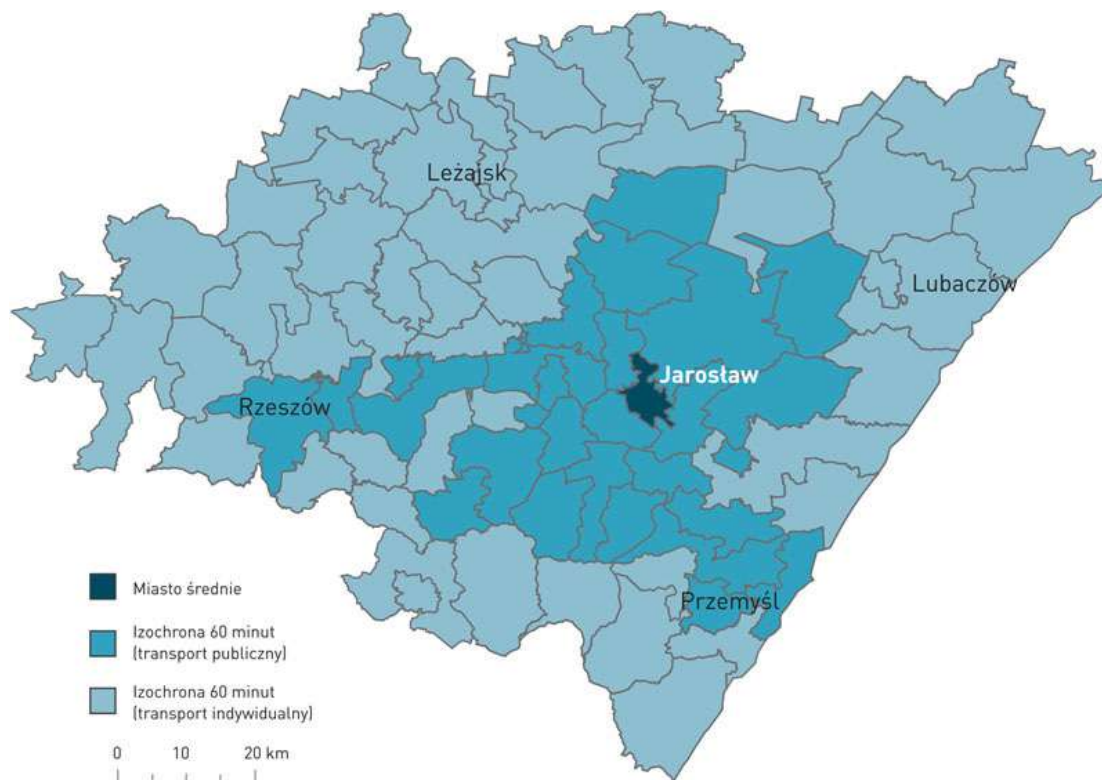 Leżajsk
Lubaczów
Jarosław
Rzeszów
Przemyśl
Miasto średnie
Izochrona 60 minut
(transport publiczny)
Izochrona 60 minut
(transport indywidualny)
0 10 20 km